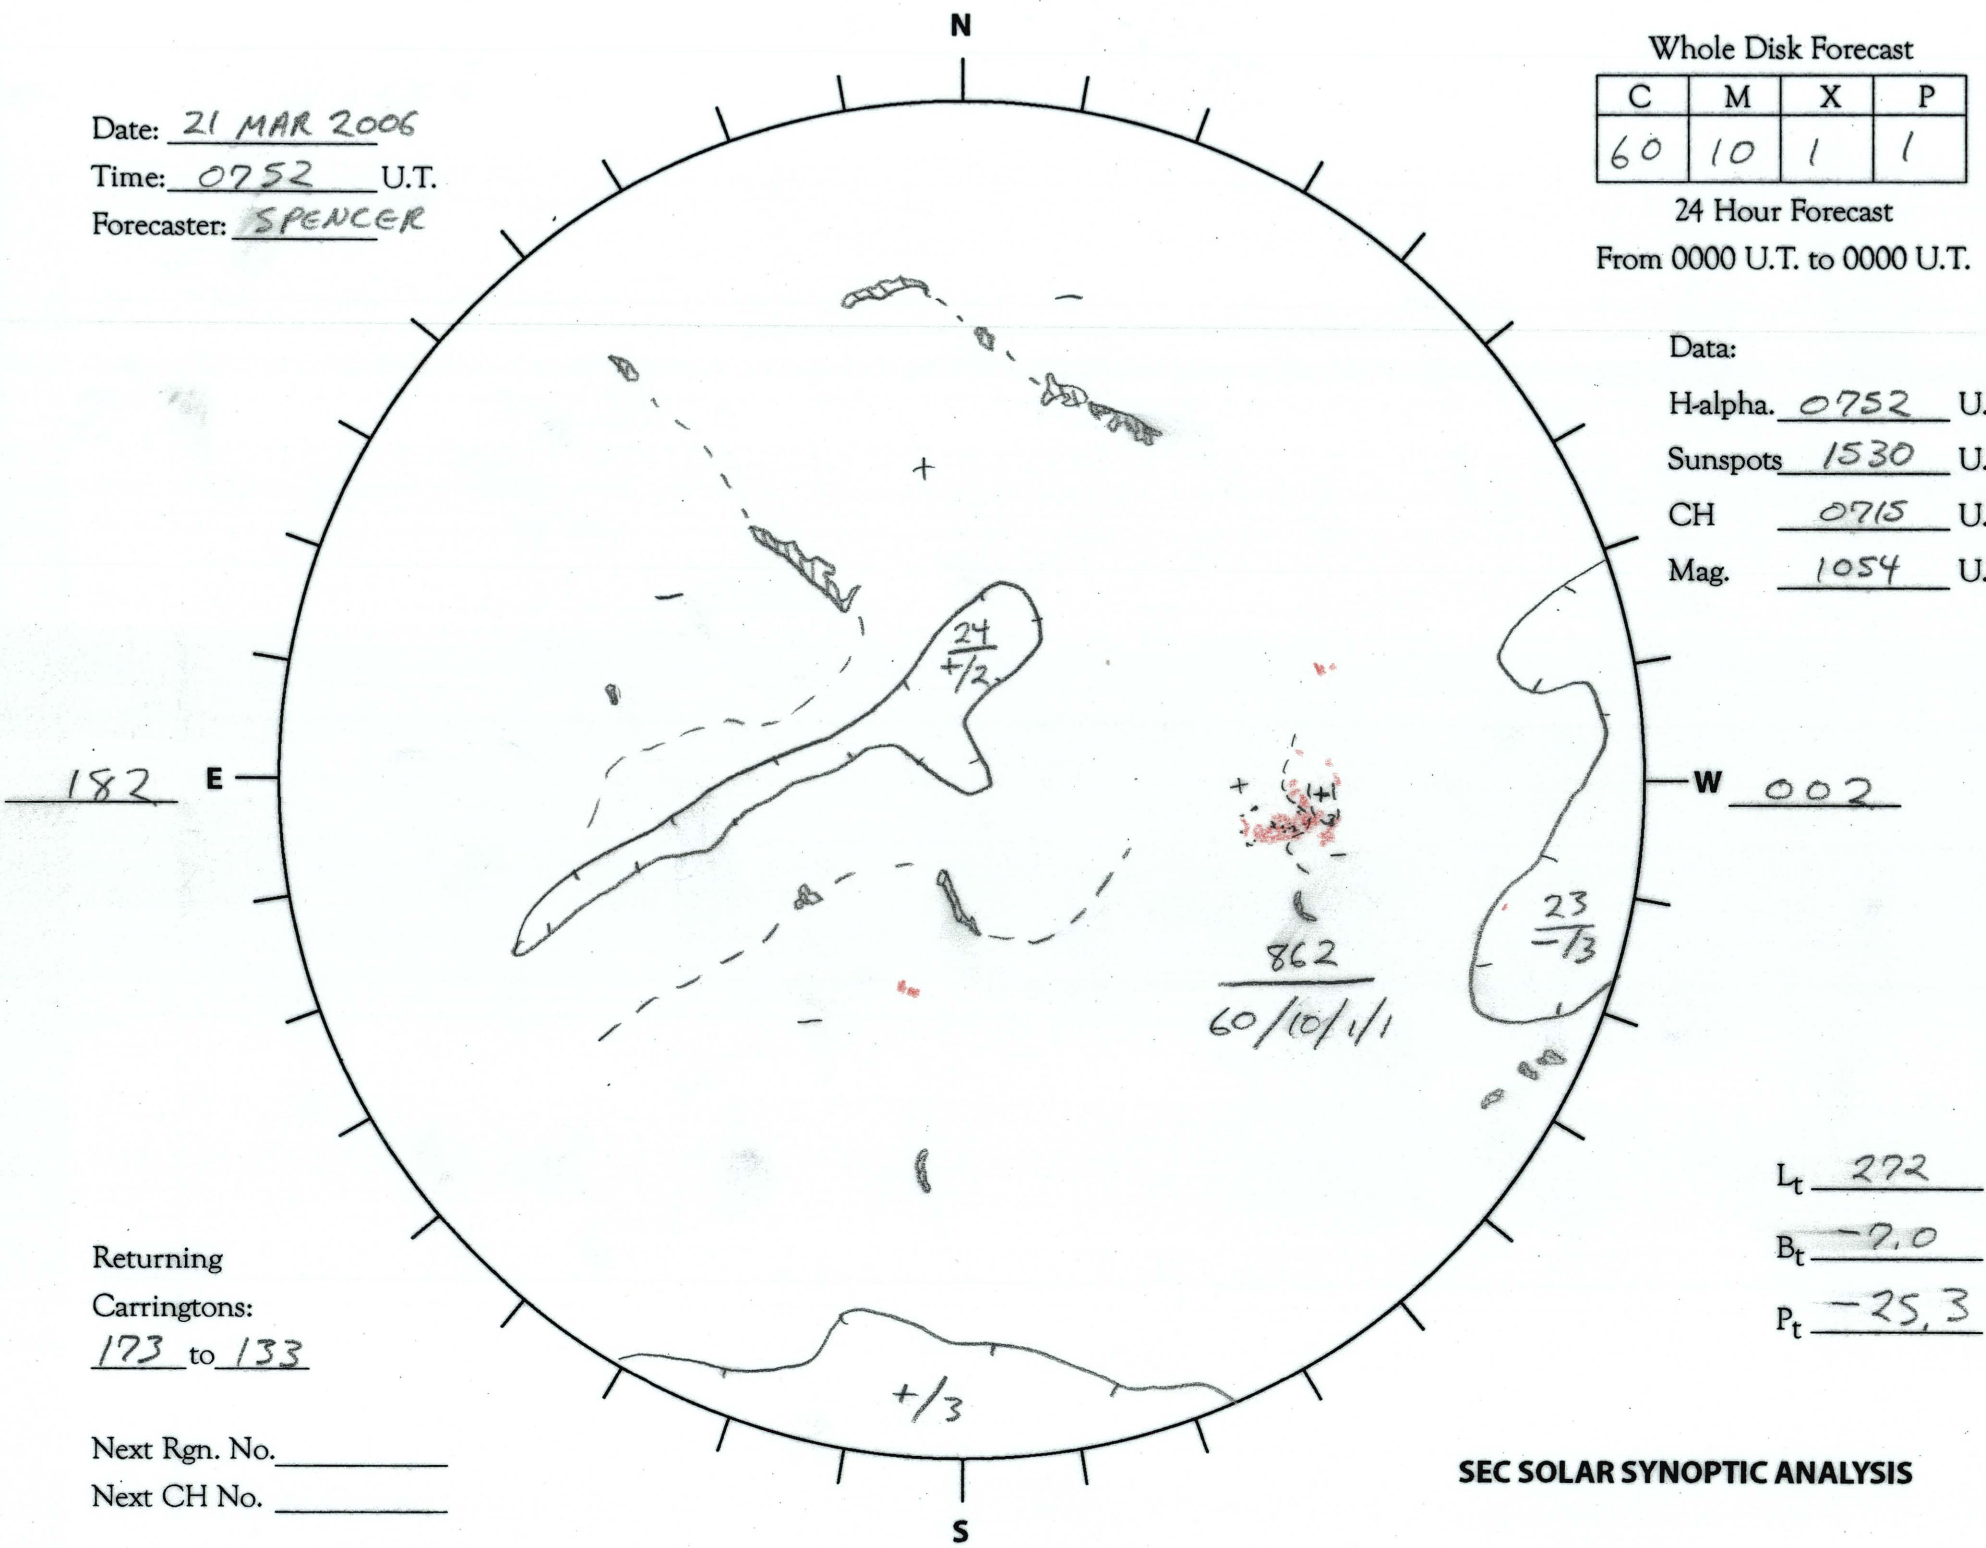 N
Whole Disk Forecast
C M X P
60 10 1 1
24 Hour Forecast
From 0000 U.T. to 0000 U.T.
Date: 21 MAR 2006
Time: 0752 U.T.
Forecaster: SPENCER
Data:
H-alpha. 0752 U.
Sunspots 1530 U.
CH 0715 U.
Mag. 1054 U.
−
+
−
24
+/2
182 E
W 002
+
−
23
−/3
862
60/10/1/1
−
Lt 272
Bt -7.0
Pt -25.3
Returning
Carringtons:
173 to 133
+/3
Next Rgn. No.
Next CH No.
SEC SOLAR SYNOPTIC ANALYSIS
S